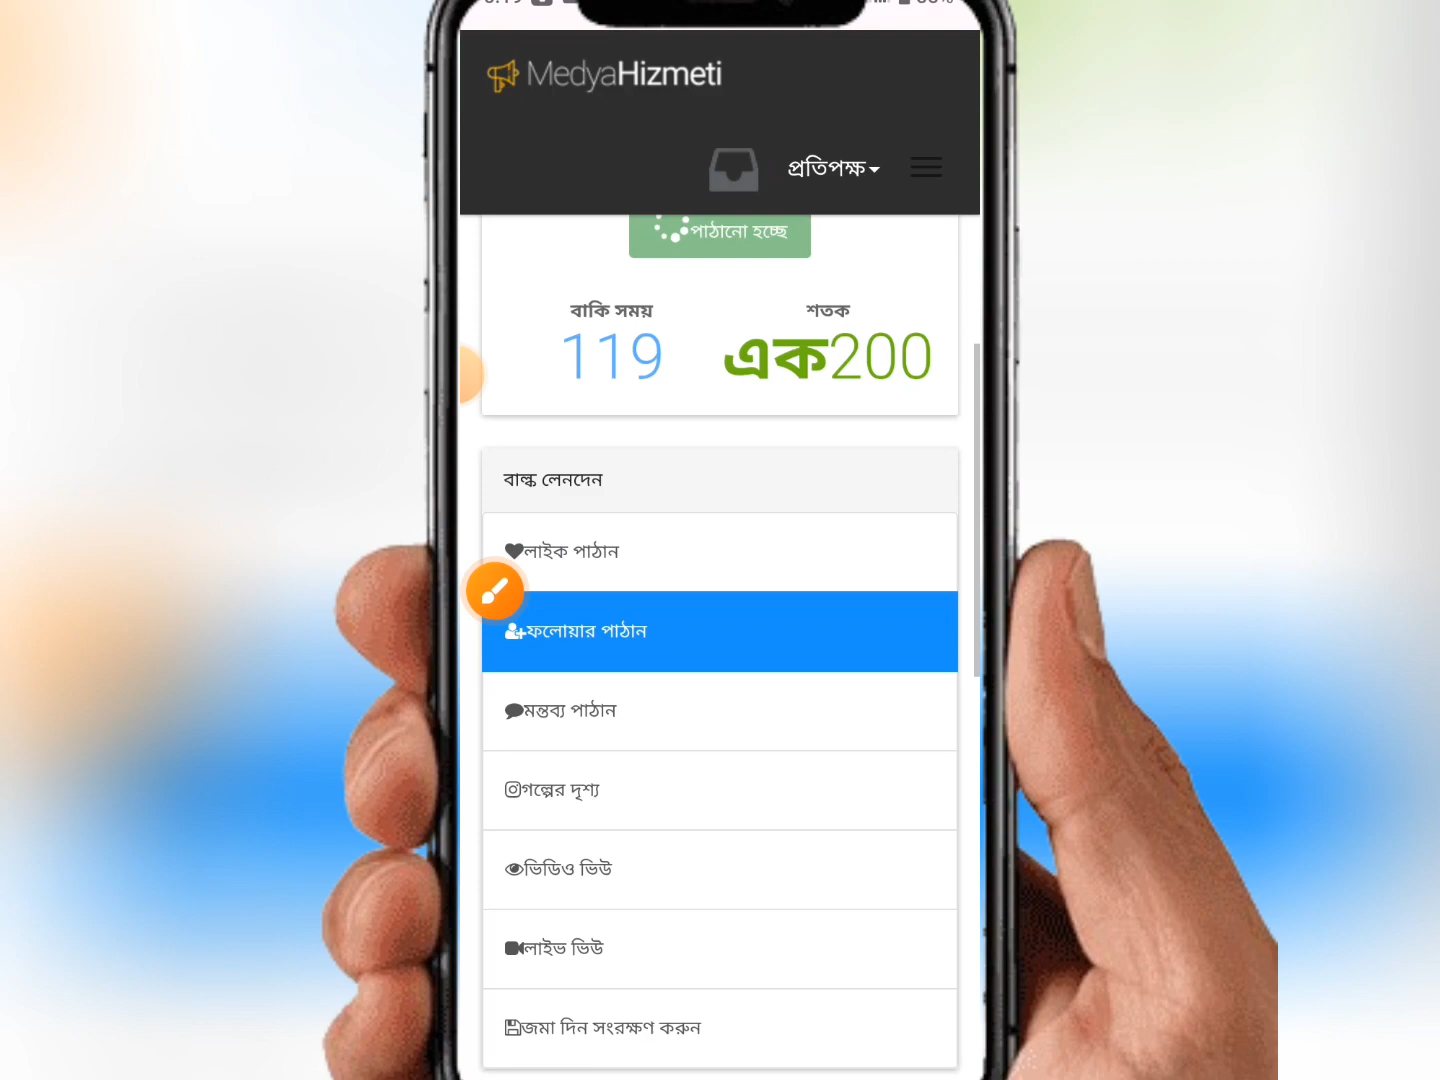 MedyaHizmeti
প্রতিপক্ষ
পাঠানো হচ্ছে
বাকি সময়
শতক
119
এক200
বাল্ক লেনদেন
লাইক পাঠান
ফলোয়ার পাঠান
মন্তব্য পাঠান
গল্পের দৃশ্য
ভিডিও ভিউ
লাইভ ভিউ
জমা দিন সংরক্ষণ করুন